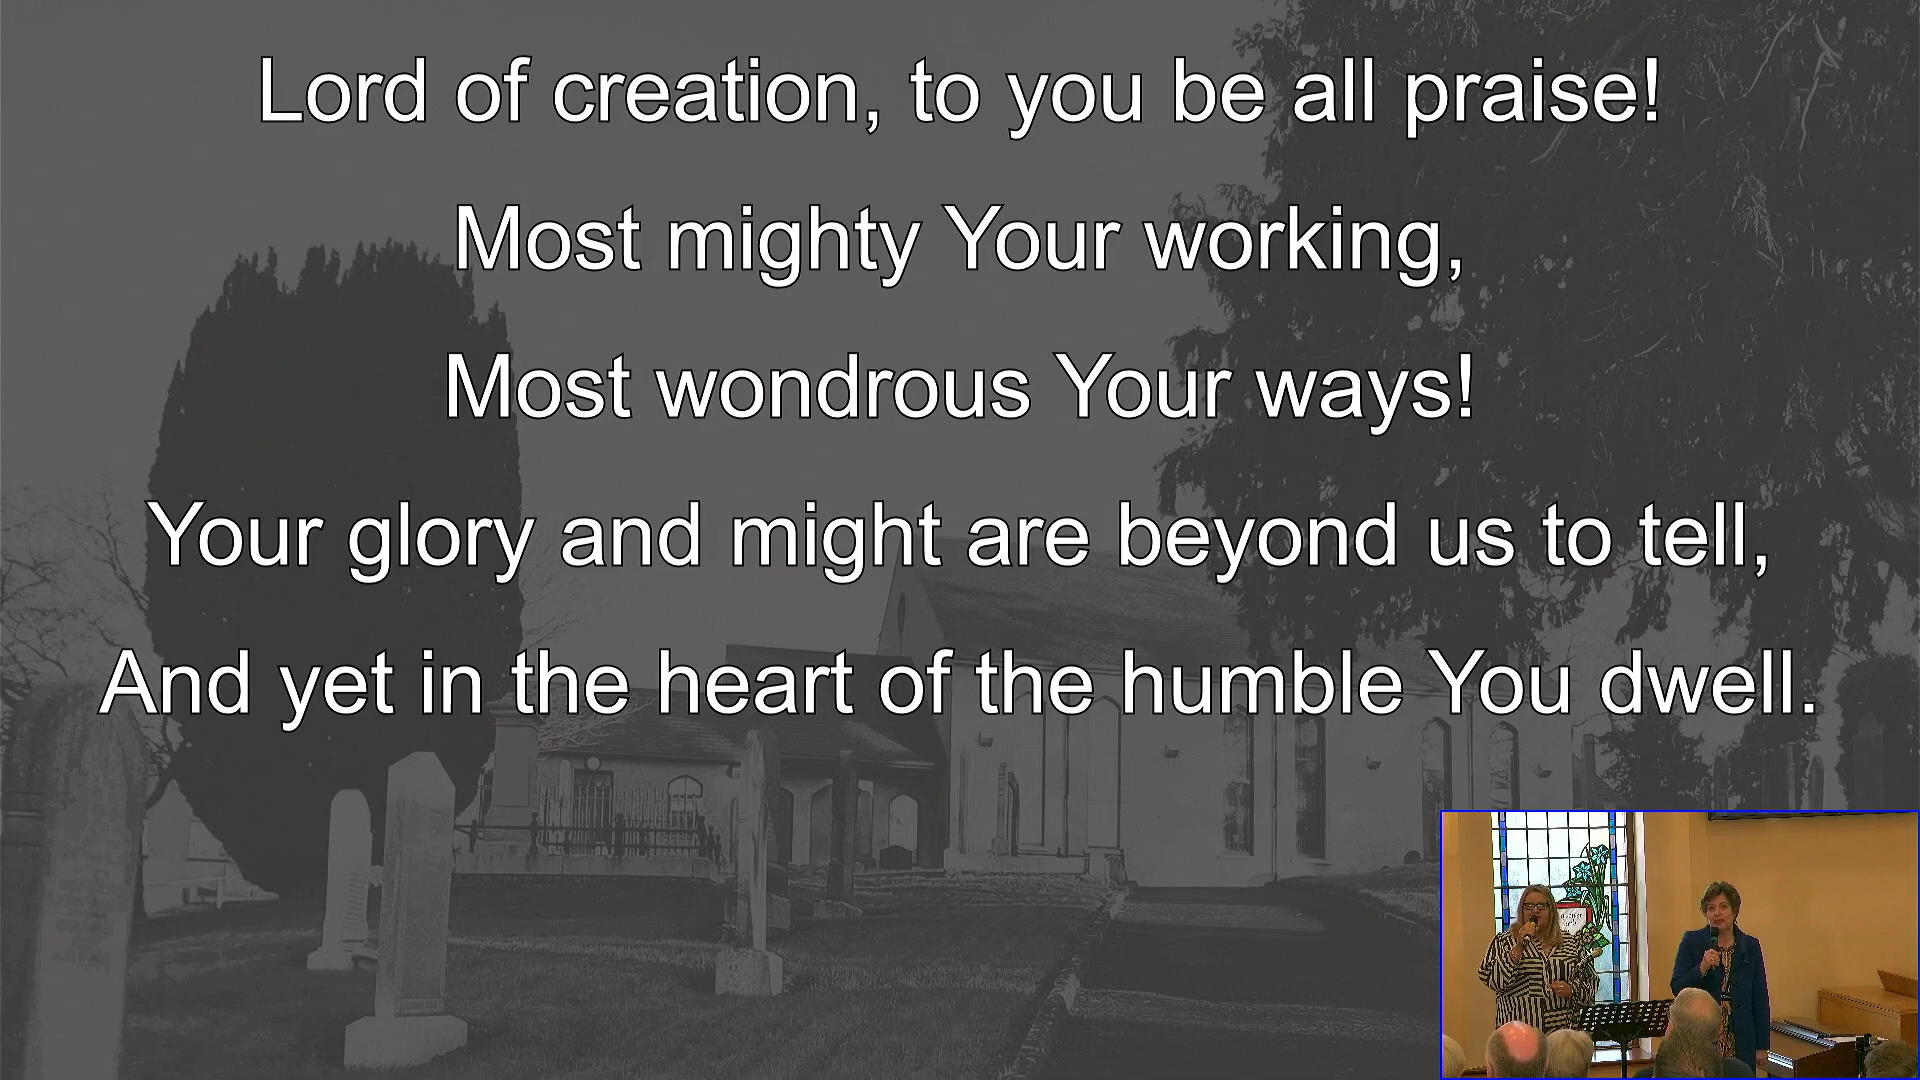 Lord of creation, to you be all praise!
Most mighty Your working,
Most wondrous Your ways!
Your glory and might are beyond us to tell,
And yet in the heart of the humble You dwell.